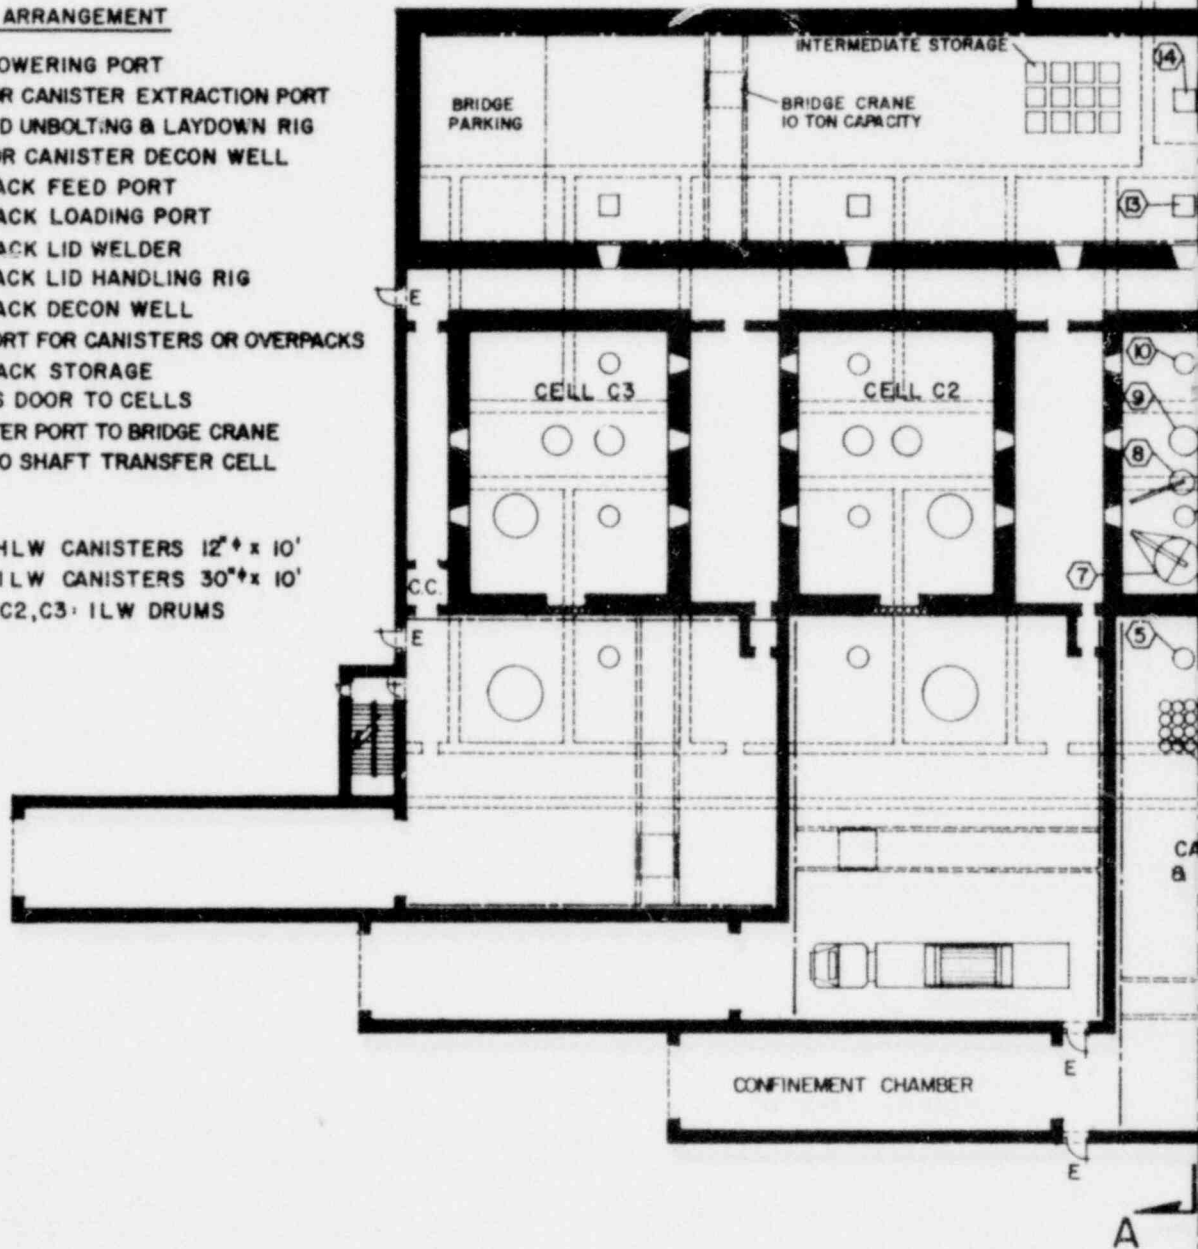 ARRANGEMENT
OWERING PORT
R CANISTER EXTRACTION PORT
D UNBOLTING & LAYDOWN RIG
OR CANISTER DECON WELL
ACK FEED PORT
ACK LOADING PORT
ACK LID WELDER
ACK LID HANDLING RIG
ACK DECON WELL
ORT FOR CANISTERS OR OVERPACKS
ACK STORAGE
S DOOR TO CELLS
ER PORT TO BRIDGE CRANE
O SHAFT TRANSFER CELL
HLW CANISTERS 12"φ x 10'
ILW CANISTERS 30"φ x 10'
C2,C3: ILW DRUMS
INTERMEDIATE STORAGE
14
BRIDGE
PARKING
BRIDGE CRANE
10 TON CAPACITY
13
E
CELL C3
CELL C2
10
9
8
7
C.C.
E
5
CA
&
CONFINEMENT CHAMBER
E
E
A